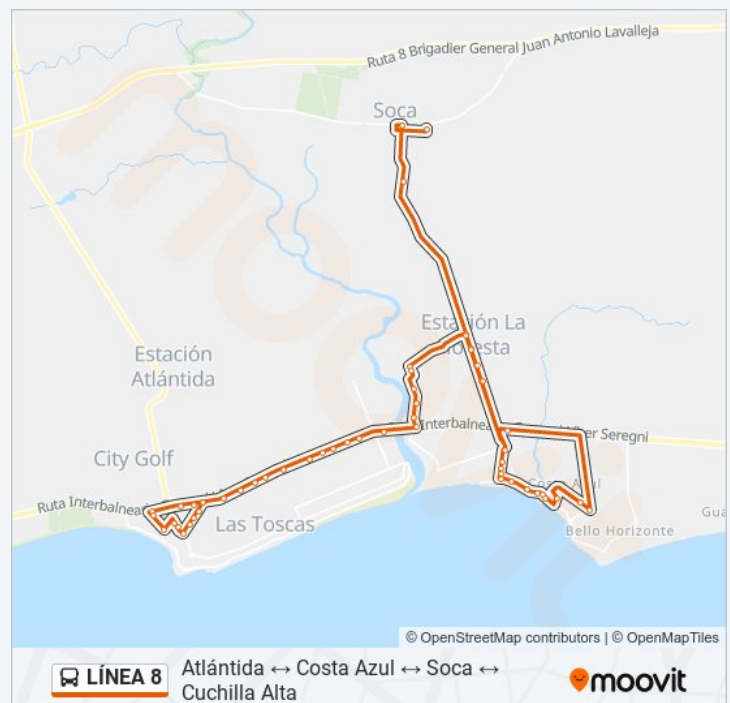 Ruta 8 Brigadier General Juan Antonio Lavalleja
Soca
Estación La
Estación
Atlántida
Interbalnea
Seregni
City Golf
Ruta Interbalnea
Las Toscas
Bello Horizonte
Gua
© OpenStreetMap contributors | © OpenMapTiles
LÍNEA 8
Atlántida ↔ Costa Azul ↔ Soca ↔
Cuchilla Alta
moovit